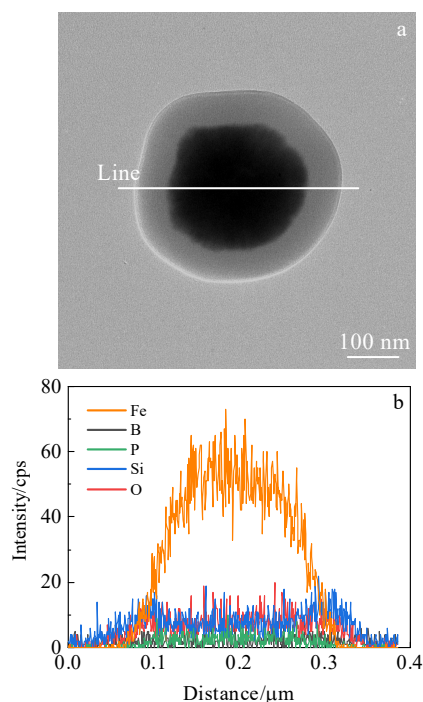 a
Line
100 nm
b
80
60
40
20
0
Fe
B
P
Si
O
Intensity/cps
0.0 0.1 0.2 0.3 0.4
Distance/μm